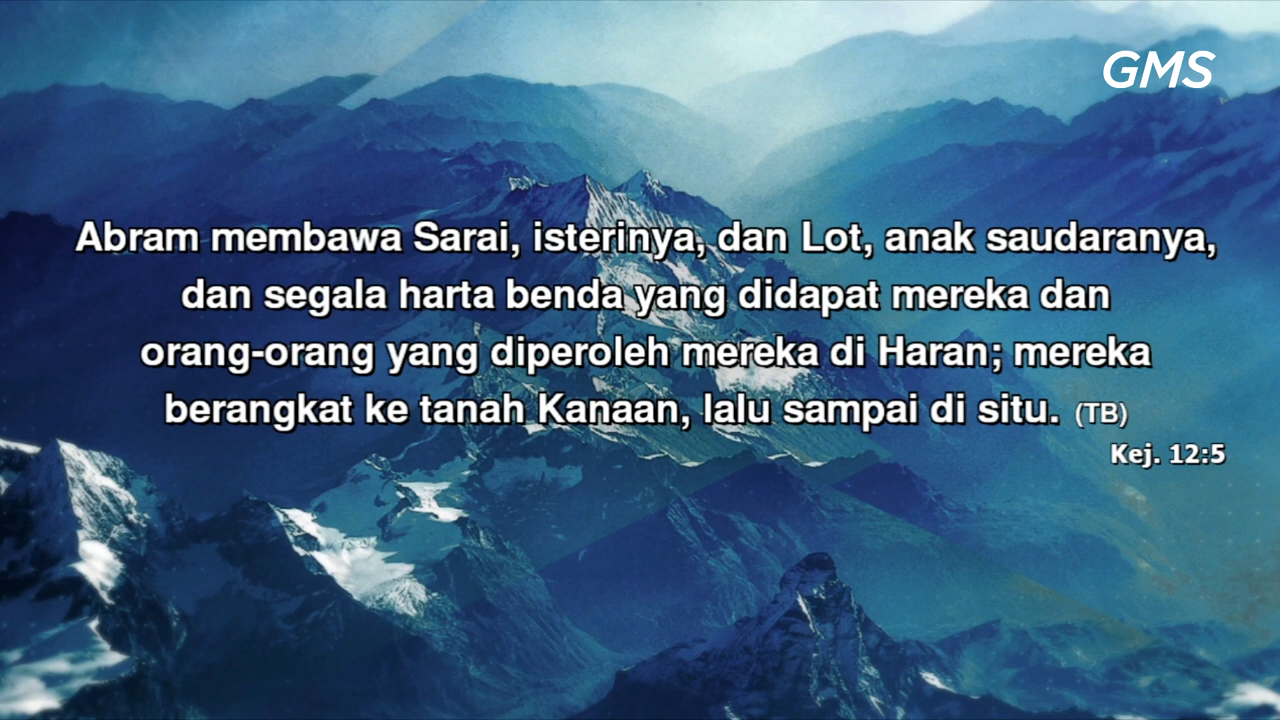 GMS
Abram membawa Sarai, isterinya, dan Lot, anak saudaranya,
dan segala harta benda yang didapat mereka dan
orang-orang yang diperoleh mereka di Haran; mereka
berangkat ke tanah Kanaan, lalu sampai di situ. (TB)
Kej. 12:5